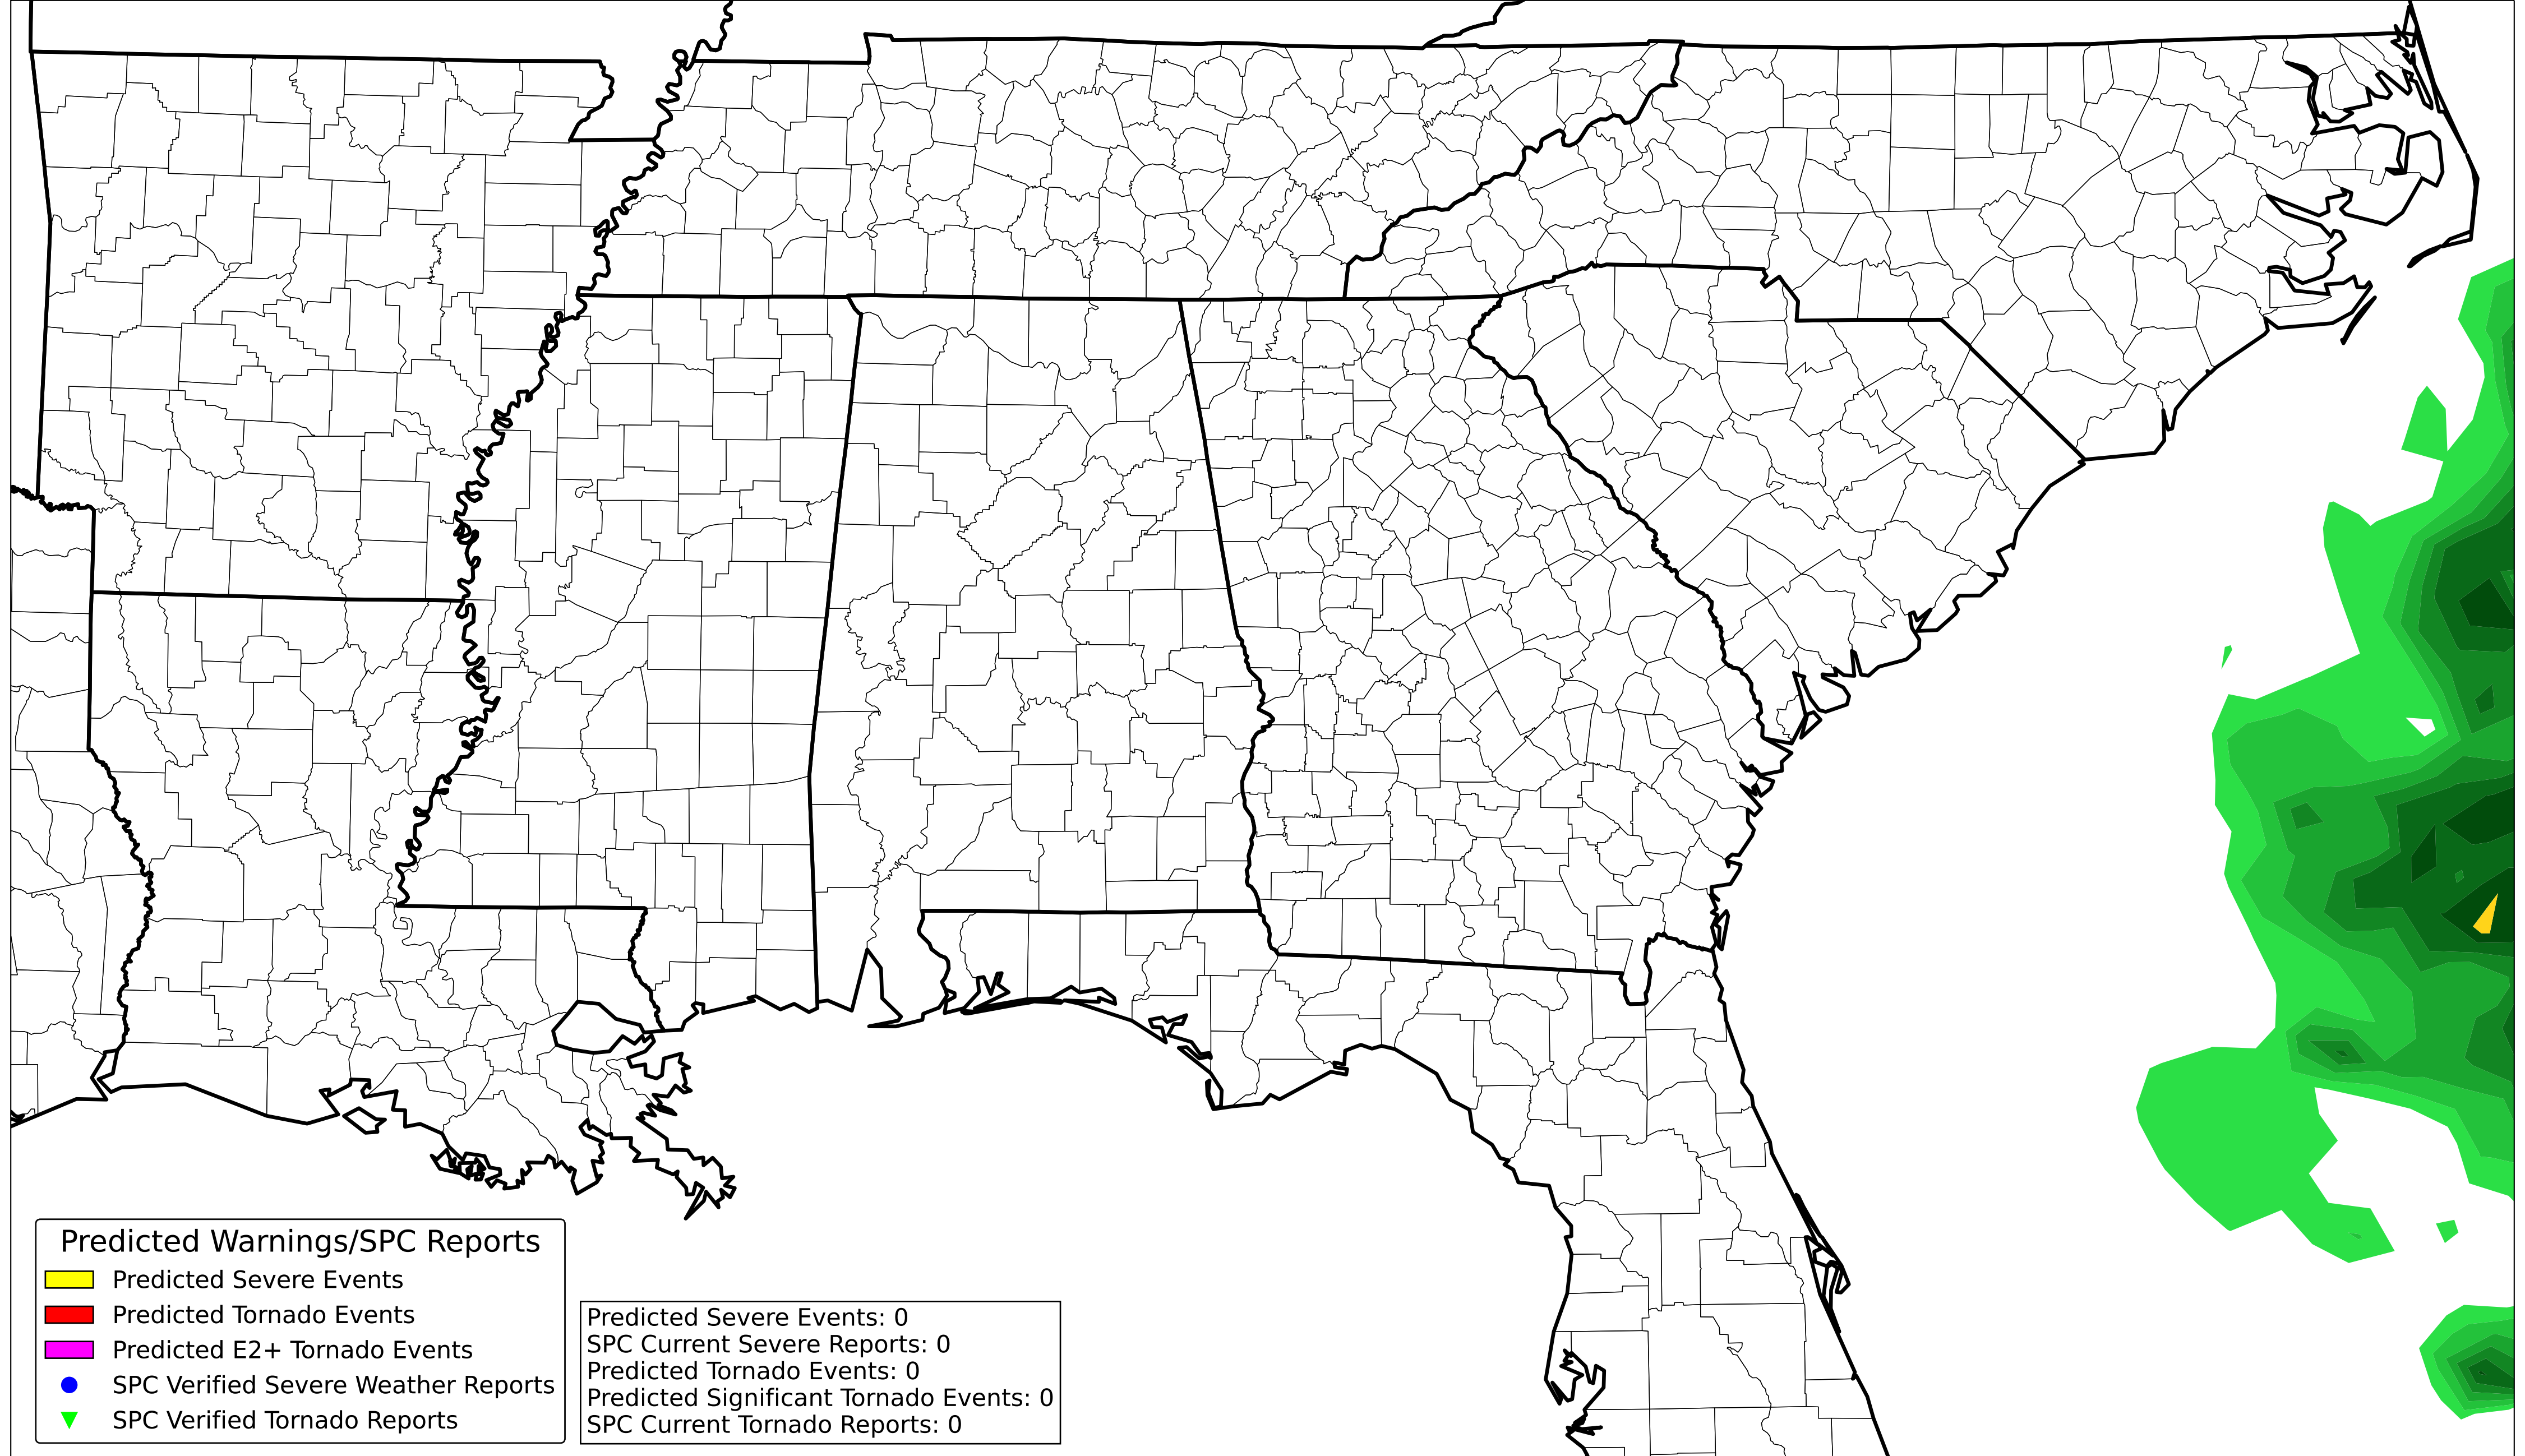 Predicted Warnings/SPC Reports
Predicted Severe Events
Predicted Tornado Events
Predicted E2+ Tornado Events
SPC Verified Severe Weather Reports
SPC Verified Tornado Reports
Predicted Severe Events: 0
SPC Current Severe Reports: 0
Predicted Tornado Events: 0
Predicted Significant Tornado Events: 0
SPC Current Tornado Reports: 0